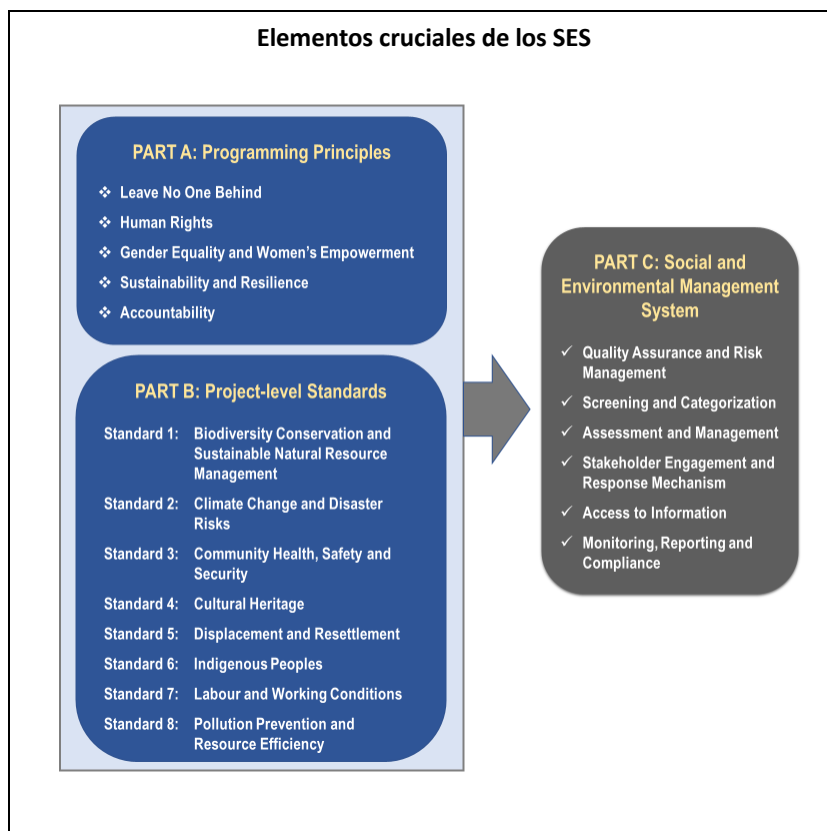 Elementos cruciales de los SES
PART A: Programming Principles
❖ Leave No One Behind
❖ Human Rights
❖ Gender Equality and Women's Empowerment
❖ Sustainability and Resilience
❖ Accountability
PART B: Project-level Standards
Standard 1: Biodiversity Conservation and
Sustainable Natural Resource
Management
Standard 2: Climate Change and Disaster
Risks
Standard 3: Community Health, Safety and
Security
Standard 4: Cultural Heritage
Standard 5: Displacement and Resettlement
Standard 6: Indigenous Peoples
Standard 7: Labour and Working Conditions
Standard 8: Pollution Prevention and
Resource Efficiency
PART C: Social and
Environmental Management
System
✓ Quality Assurance and Risk
Management
✓ Screening and Categorization
✓ Assessment and Management
✓ Stakeholder Engagement and
Response Mechanism
✓ Access to Information
✓ Monitoring, Reporting and
Compliance